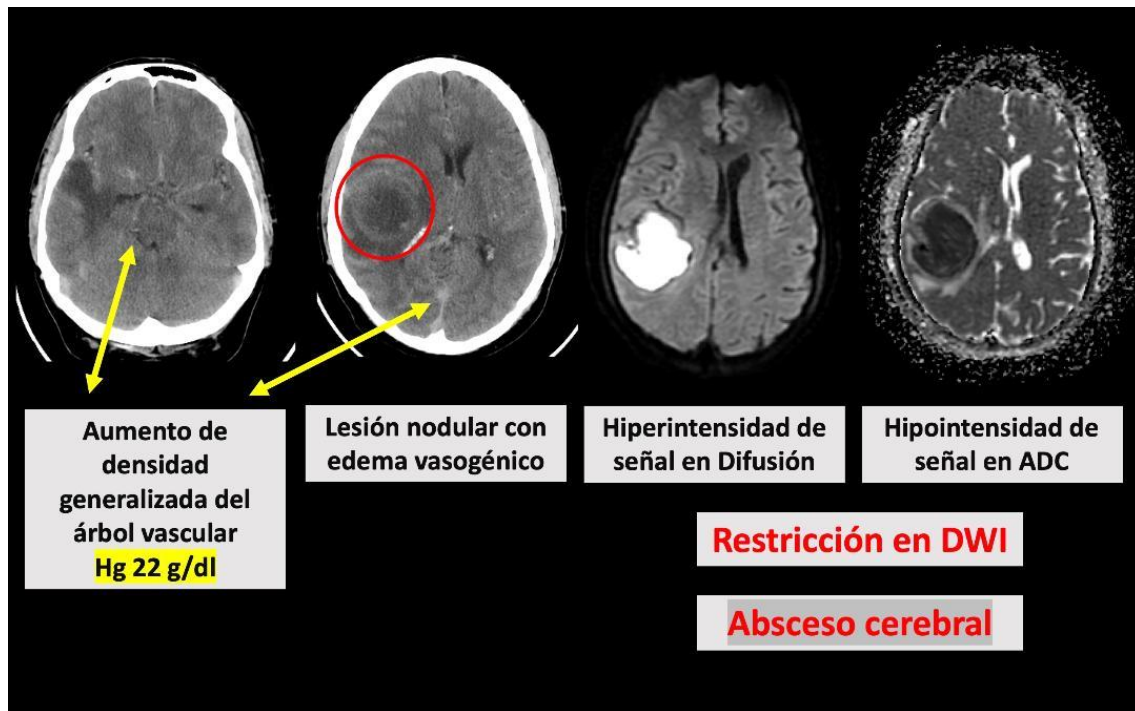 Aumento de
densidad
generalizada del
árbol vascular
Hg 22 g/dl
Lesión nodular con
edema vasogénico
Hiperintensidad de
señal en Difusión
Hipointensidad de
señal en ADC
Restricción en DWI
Absceso cerebral